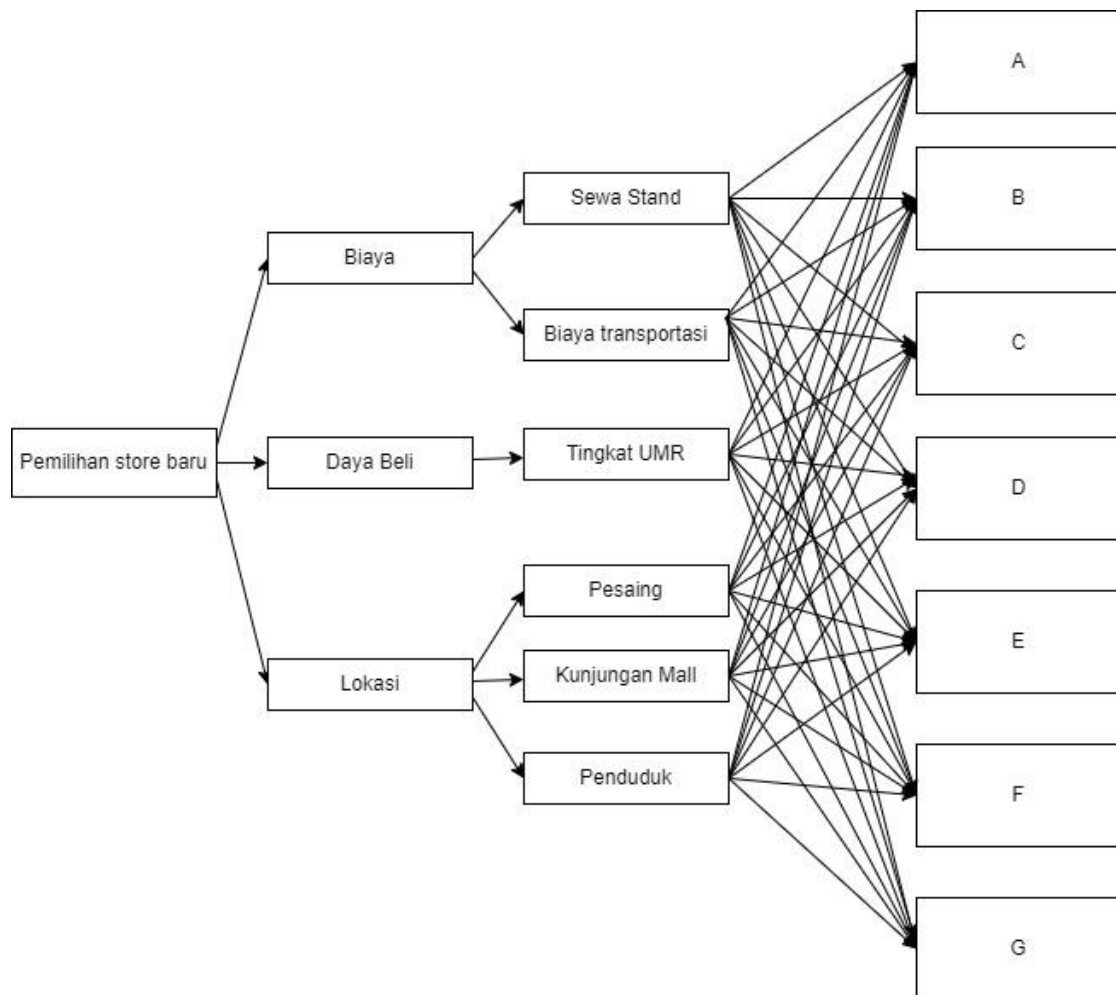 Pemilihan store baru
Biaya
Daya Beli
Lokasi
Sewa Stand
Biaya transportasi
Tingkat UMR
Pesaing
Kunjungan Mall
Penduduk
A
B
C
D
E
F
G